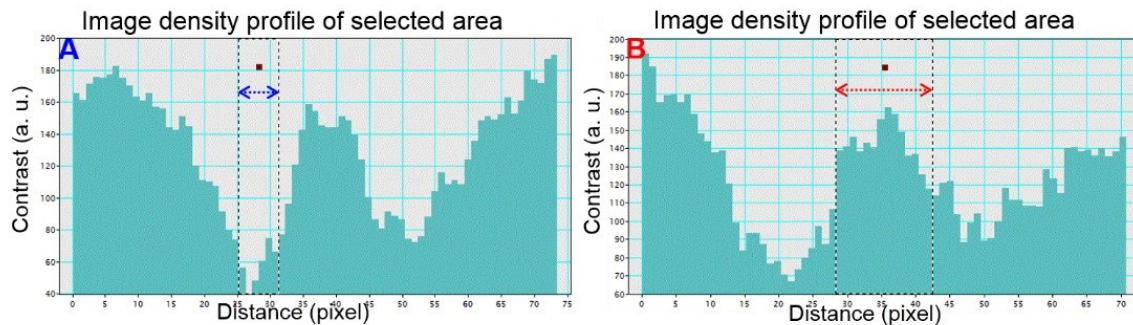 Image density profile of selected area
A
Contrast (a. u.)
200
180
160
140
120
100
80
60
40
0 5 10 15 20 25 30 35 40 45 50 55 60 65 70 75
Distance (pixel)
Image density profile of selected area
B
Contrast (a. u.)
200
190
180
170
160
150
140
130
120
110
100
90
80
70
60
0 5 10 15 20 25 30 35 40 45 50 55 60 65 70
Distance (pixel)